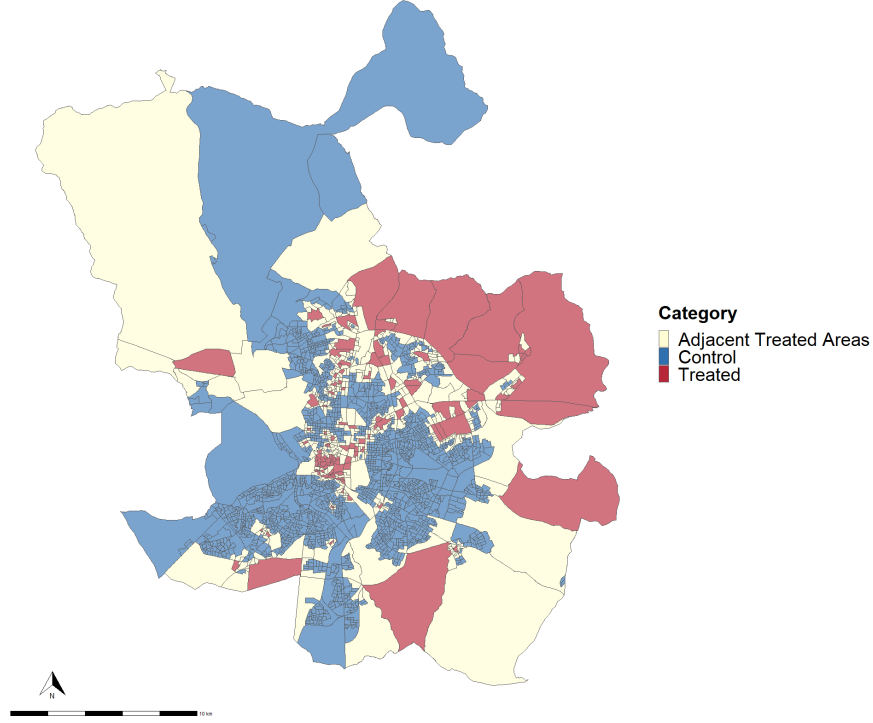 Category
Adjacent Treated Areas
Control
Treated
N
10 km